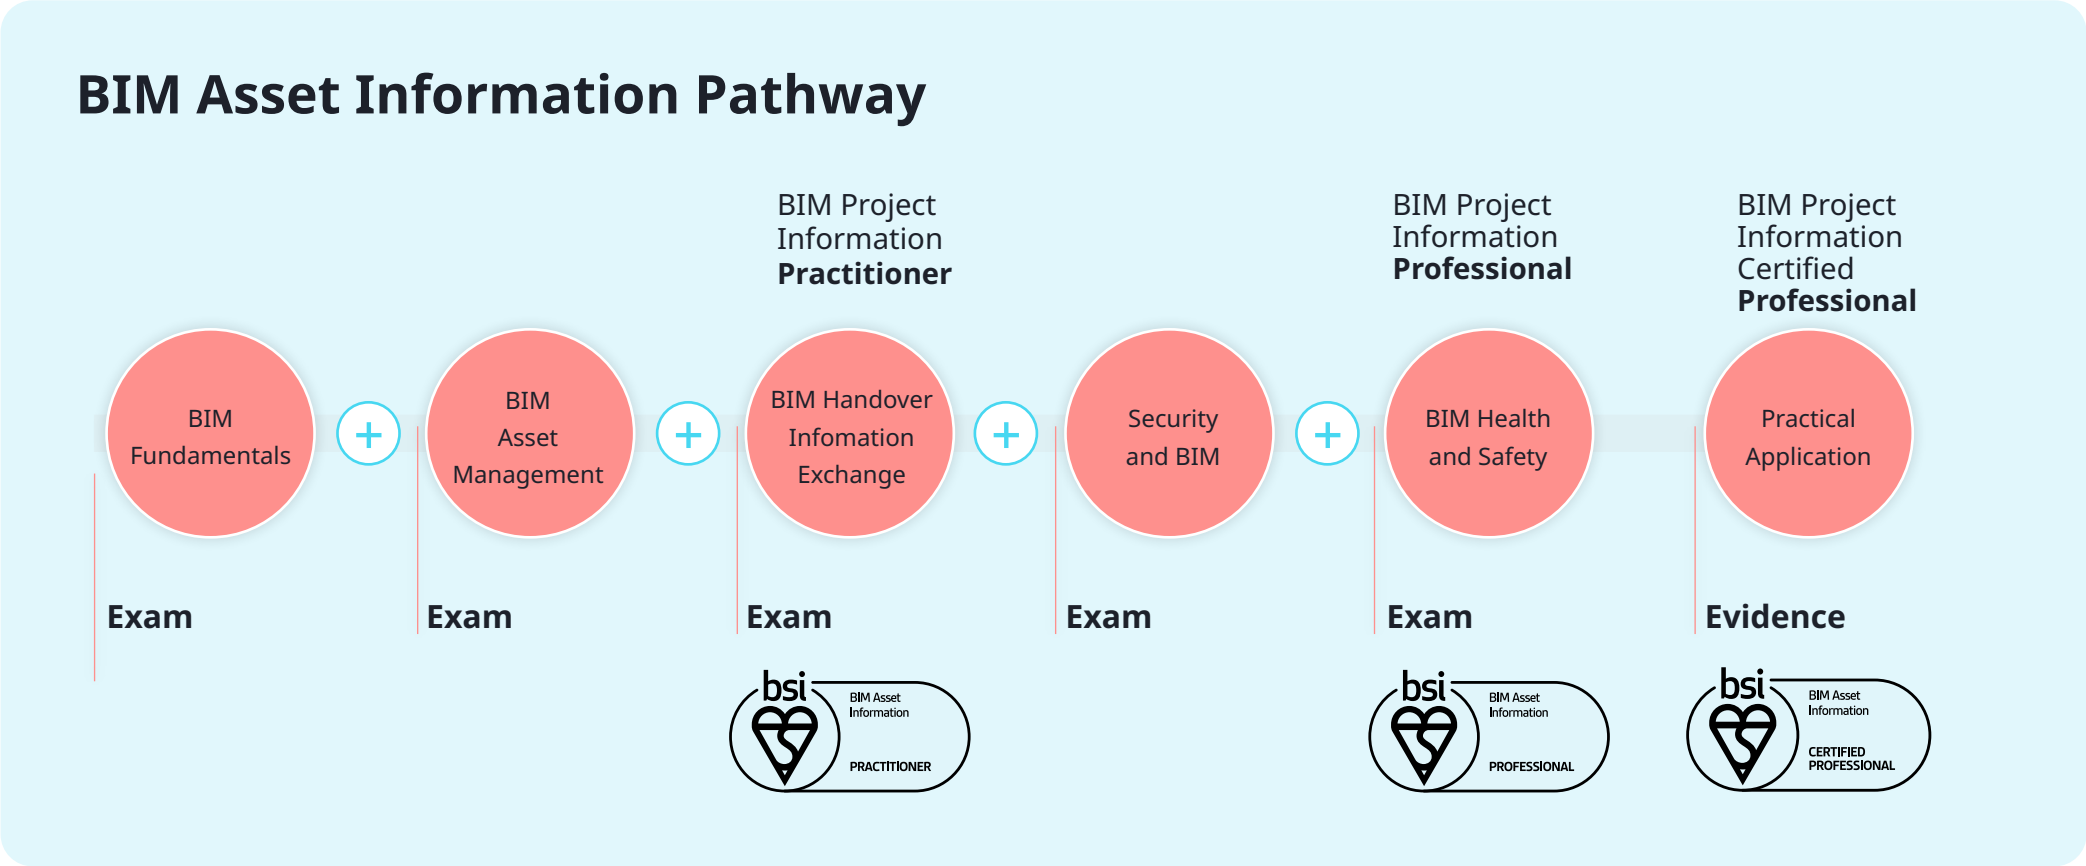 BIM Asset Information Pathway
BIM Project
Information
Practitioner
BIM Project
Information
Professional
BIM Project
Information
Certified
Professional
BIM
Fundamentals
+
BIM
Asset
Management
+
BIM Handover
Infomation
Exchange
+
Security
and BIM
+
BIM Health
and Safety
Practical
Application
Exam
Exam
Exam
Exam
Exam
Evidence
bsi
BIM Asset
Information
PRACTITIONER
bsi
BIM Asset
Information
PROFESSIONAL
bsi
BIM Asset
Information
CERTIFIED
PROFESSIONAL